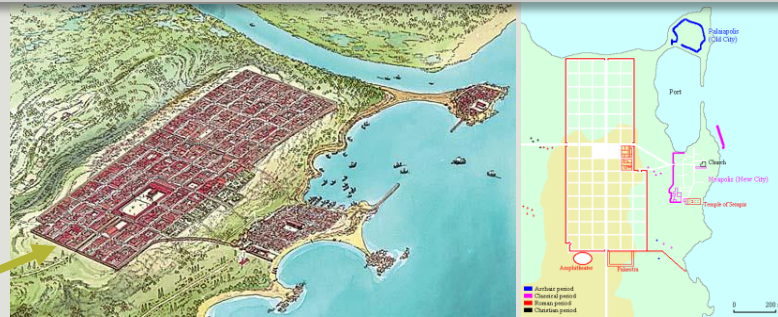 Palaiapolis
(Old City)
Port
Church
Neapolis (New City)
Temple of Serapis
Amphitheater
Palaestra
Archaic period
Classical period
Roman period
Christian period
0 200